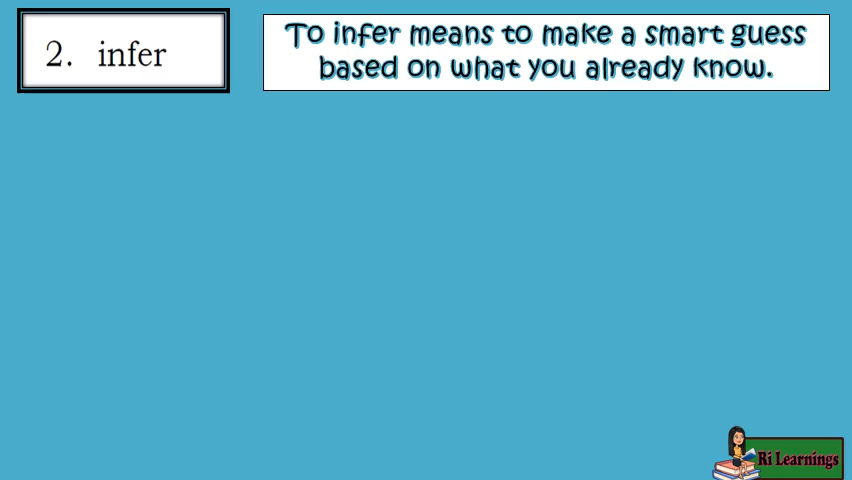 2. infer
To infer means to make a smart guess
based on what you already know.
Ri Learnings